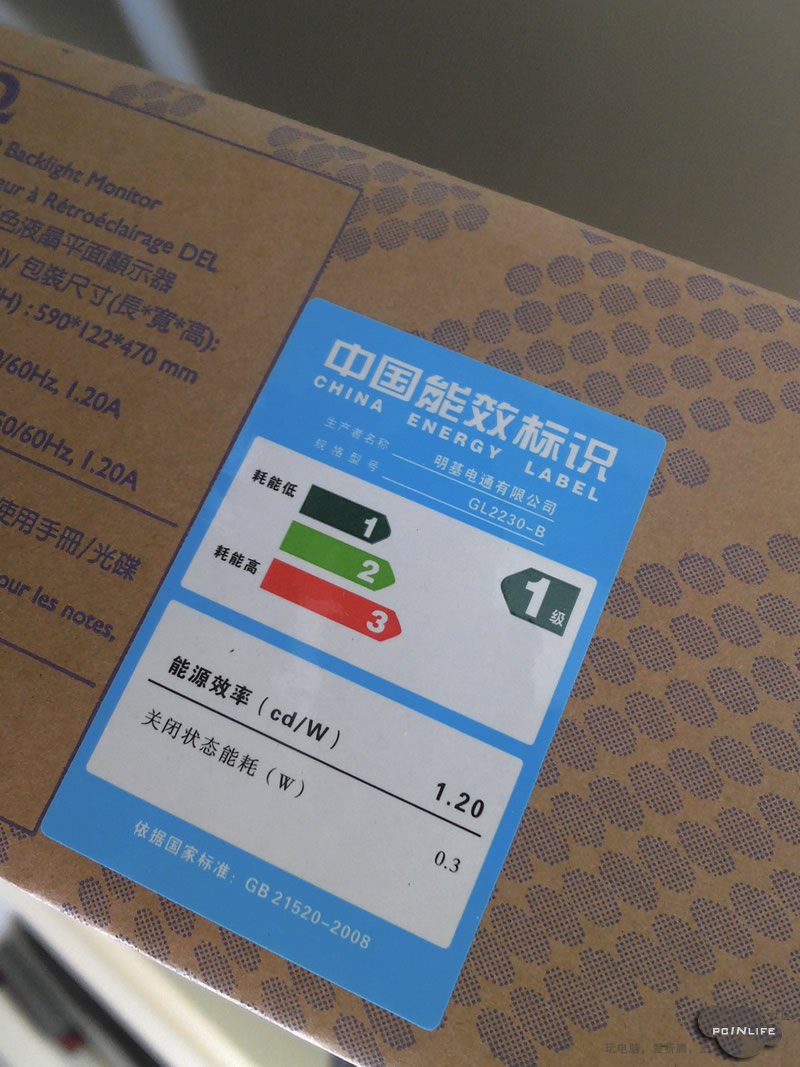 Backlight Monitor
eur à Rétroéclairage DEL
色液晶平面顯示器
/ 包裝尺寸(長*寬*高):
H) : 590*122*470 mm
/60Hz, 1.20A
50/60Hz, 1.20A
使用手冊/光碟
our les notes,
中国能效标识
CHINA ENERGY LABEL
生产者名称 明基电通有限公司
规格型号 GL2230-B
耗能低
1
2
耗能高
3
1级
能源效率 (cd/W) 1.20
关闭状态能耗 (W) 0.3
依据国家标准: GB 21520-2008
PCINLIFE
玩电脑,